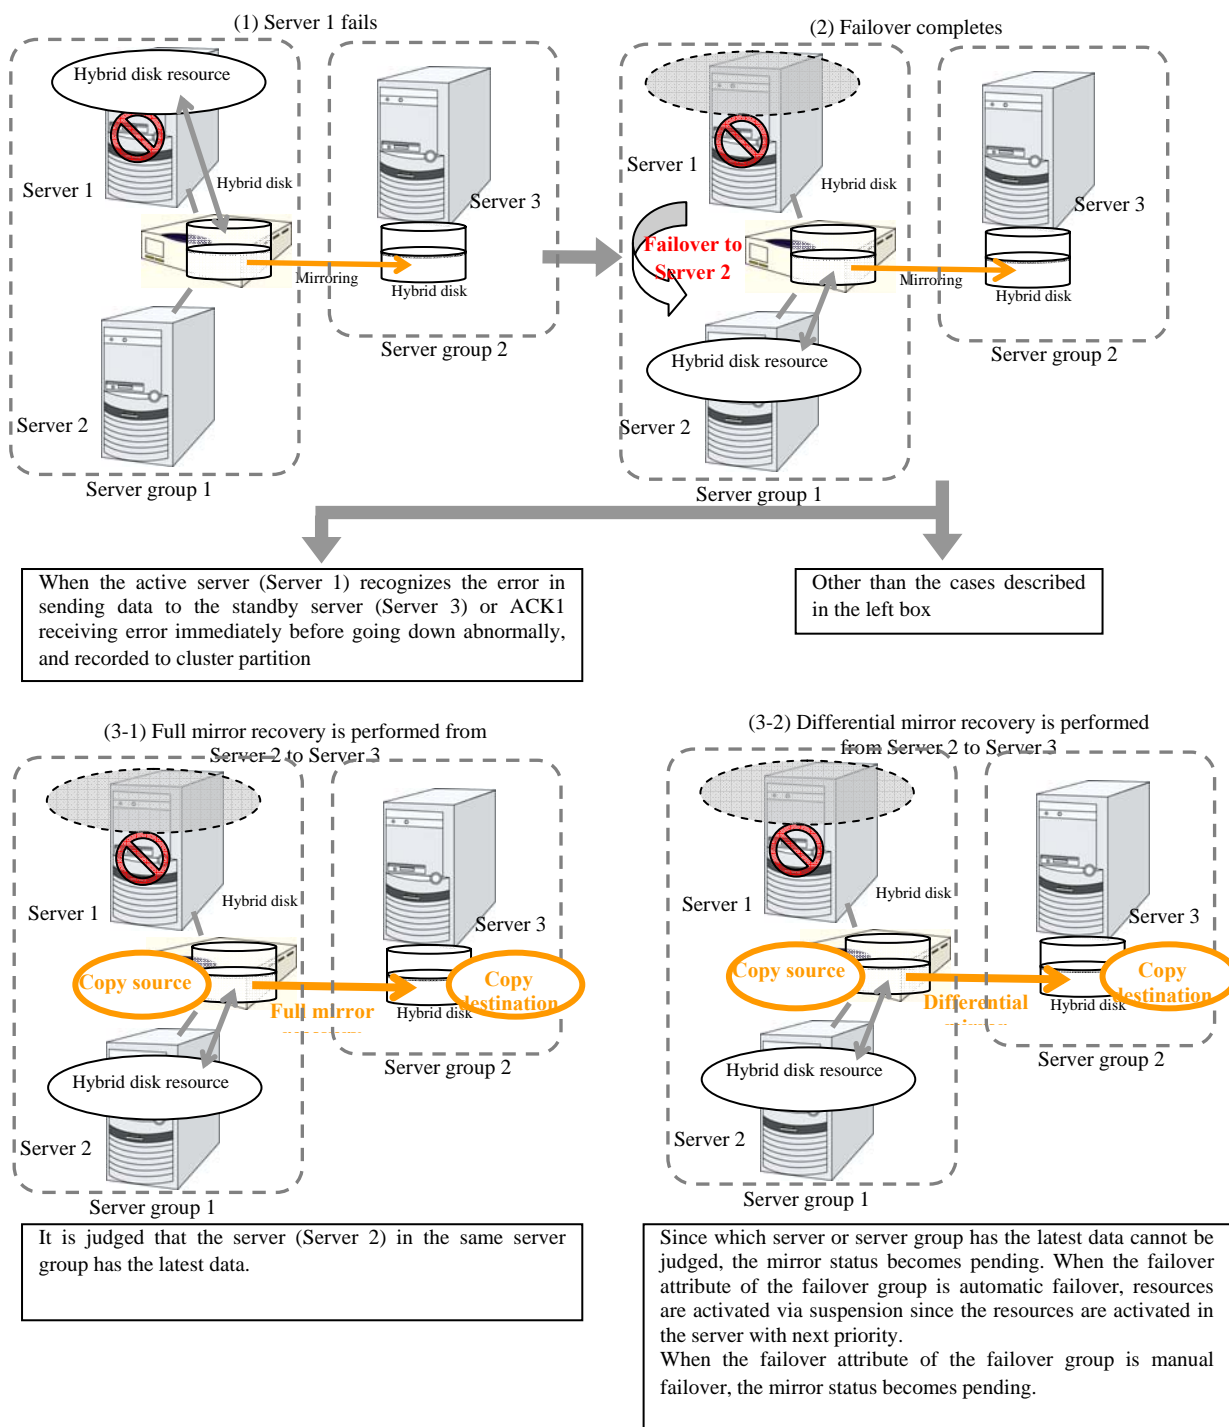 (1) Server 1 fails
Hybrid disk resource
Server 1
Hybrid disk
Server 3
Mirroring
Hybrid disk
Server group 2
Server 2
Server group 1
(2) Failover completes
Server 1
Hybrid disk
Server 3
Failover to
Server 2
Mirroring
Hybrid disk
Server group 2
Hybrid disk resource
Server 2
Server group 1
When the active server (Server 1) recognizes the error in
sending data to the standby server (Server 3) or ACK1
receiving error immediately before going down abnormally,
and recorded to cluster partition
Other than the cases described
in the left box
(3-1) Full mirror recovery is performed from
Server 2 to Server 3
Server 1
Hybrid disk
Server 3
Copy source
Copy
destination
Full mirror
Hybrid disk
Server group 2
Hybrid disk resource
Server 2
Server group 1
It is judged that the server (Server 2) in the same server
group has the latest data.
(3-2) Differential mirror recovery is performed
from Server 2 to Server 3
Server 1
Hybrid disk
Server 3
Copy source
Copy
destination
Differential
Hybrid disk
Server group 2
Hybrid disk resource
Server 2
Server group 1
Since which server or server group has the latest data cannot be
judged, the mirror status becomes pending. When the failover
attribute of the failover group is automatic failover, resources
are activated via suspension since the resources are activated in
the server with next priority.
When the failover attribute of the failover group is manual
failover, the mirror status becomes pending.